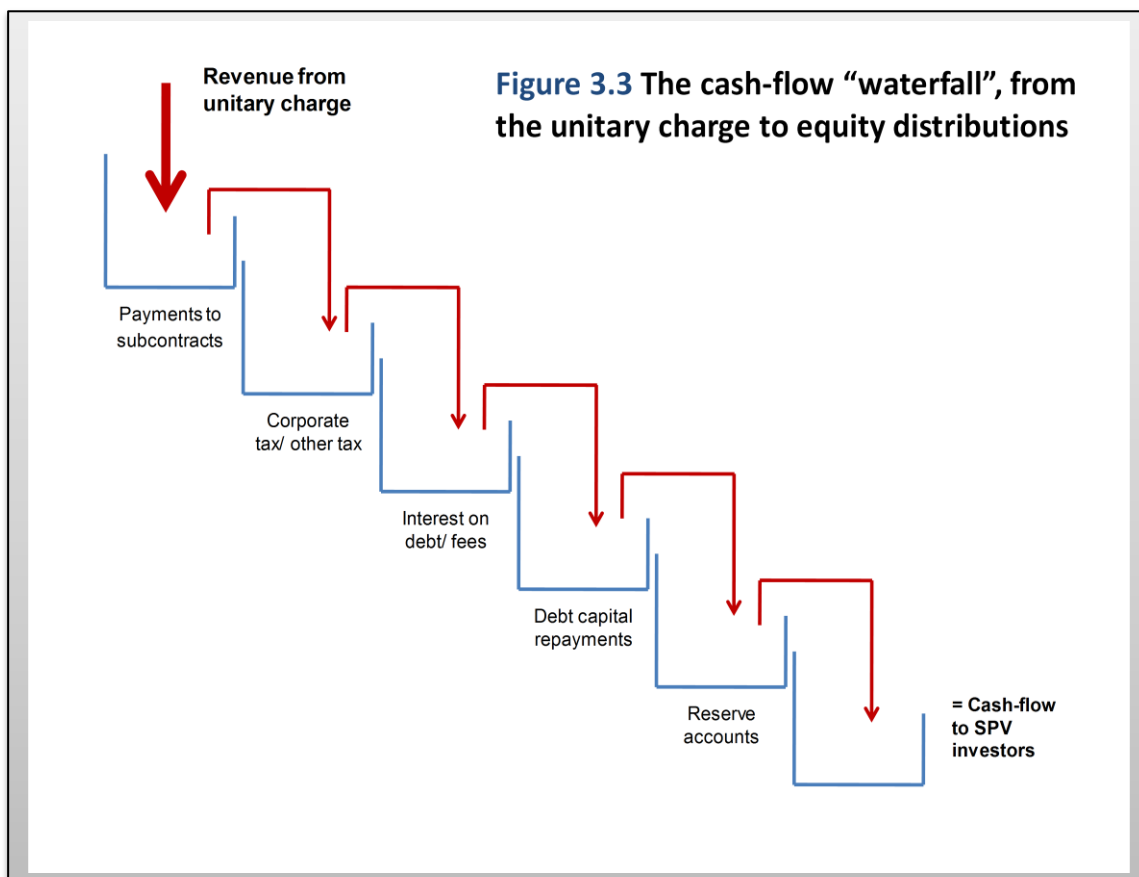 Revenue from
unitary charge
Figure 3.3 The cash-flow “waterfall”, from
the unitary charge to equity distributions
Payments to
subcontracts
Corporate
tax/ other tax
Interest on
debt/ fees
Debt capital
repayments
Reserve
accounts
= Cash-flow
to SPV
investors